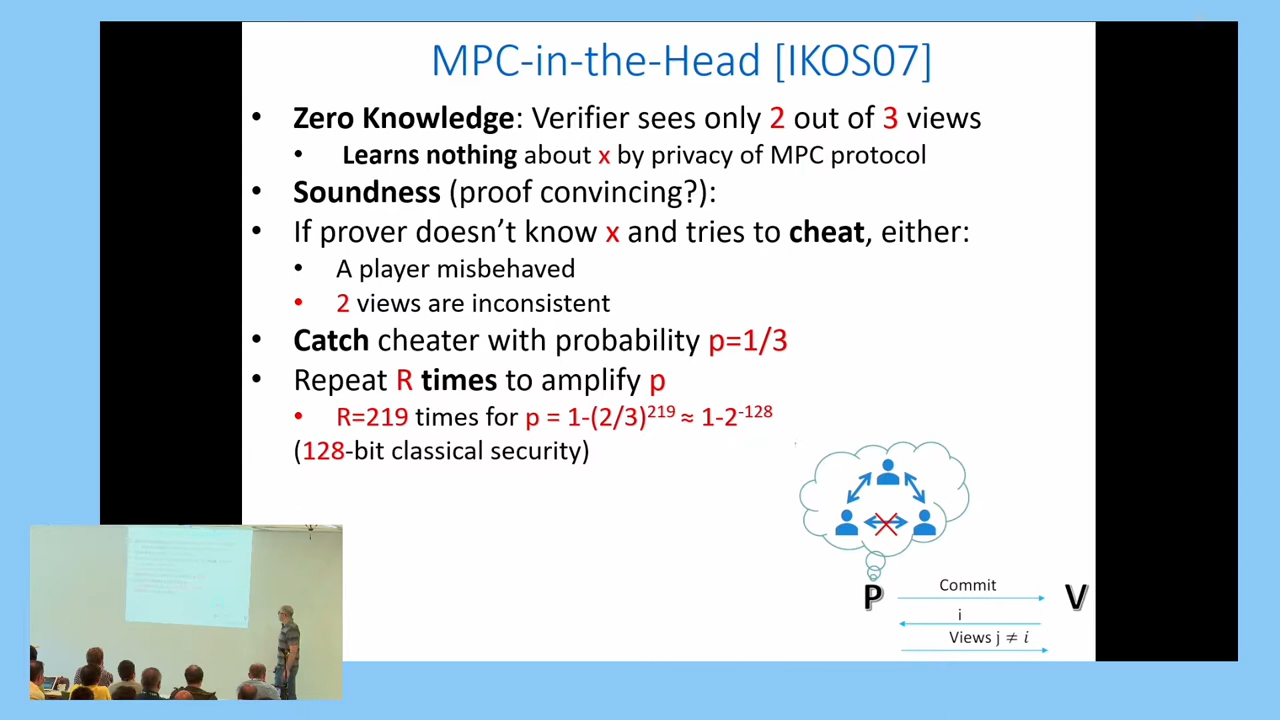 MPC-in-the-Head [IKOS07]
• Zero Knowledge: Verifier sees only 2 out of 3 views
• Learns nothing about x by privacy of MPC protocol
• Soundness (proof convincing?):
• If prover doesn't know x and tries to cheat, either:
• A player misbehaved
• 2 views are inconsistent
• Catch cheater with probability p=1/3
• Repeat R times to amplify p
• R=219 times for p = 1-(2/3)²¹⁹ ≈ 1-2⁻¹²⁸
(128-bit classical security)
P
Commit
V
i
Views j ≠ i